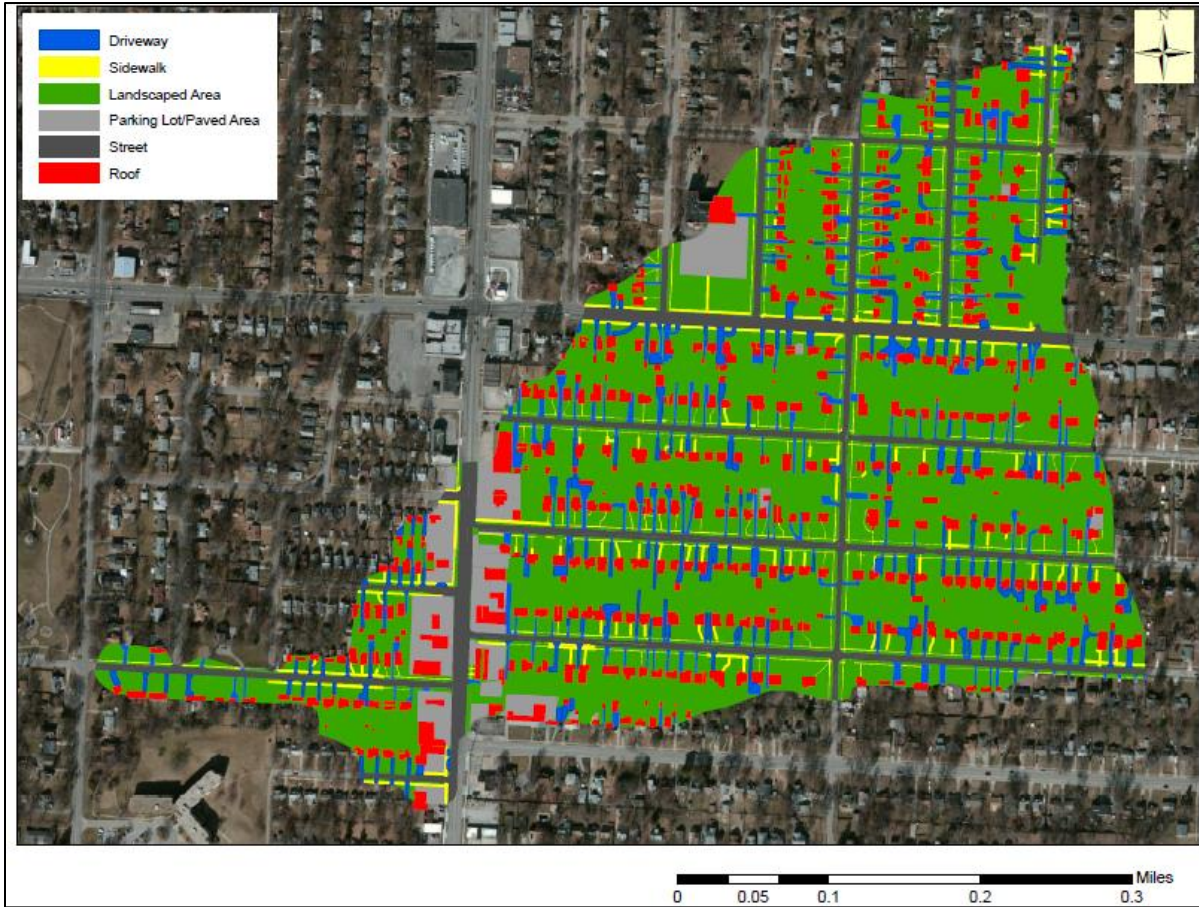 Driveway
Sidewalk
Landscaped Area
Parking Lot/Paved Area
Street
Roof
N
Miles
0 0.05 0.1 0.2 0.3